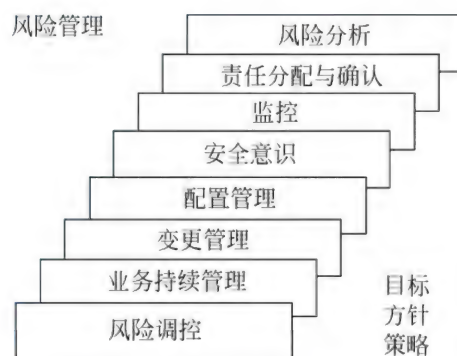 风险管理
风险分析
责任分配与确认
监控
安全意识
配置管理
变更管理
业务持续管理
风险调控
目标
方针
策略